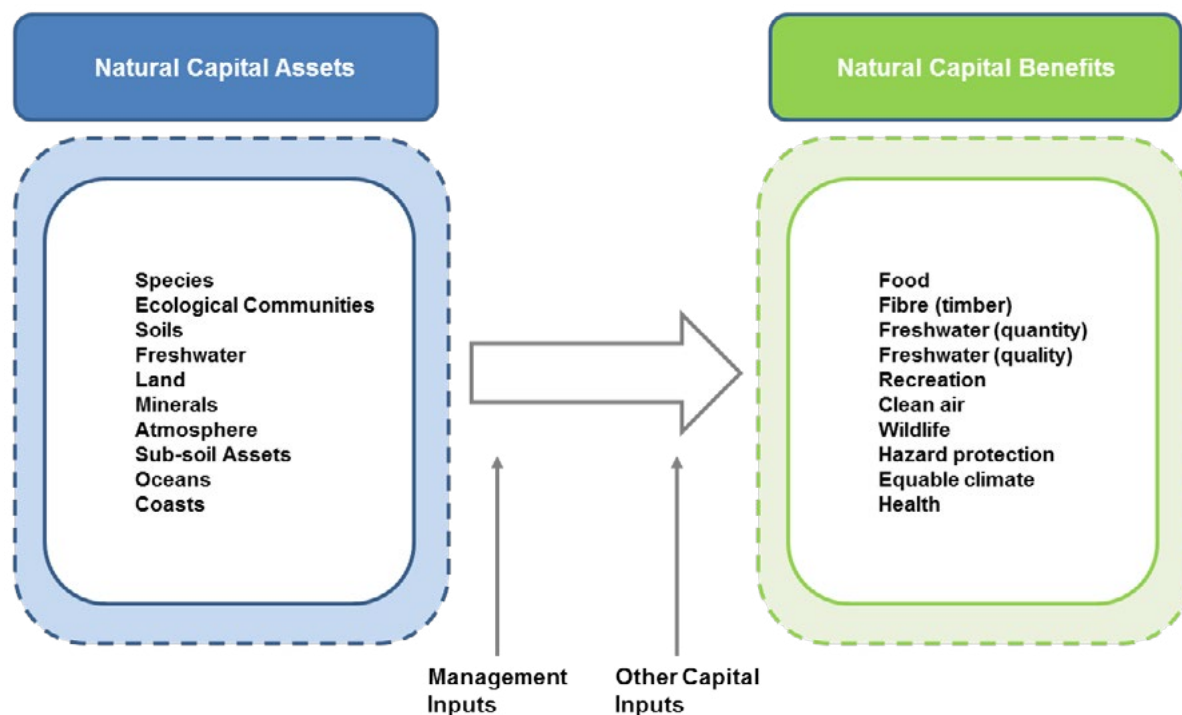 Natural Capital Assets
Natural Capital Benefits
Species
Ecological Communities
Soils
Freshwater
Land
Minerals
Atmosphere
Sub-soil Assets
Oceans
Coasts
Food
Fibre (timber)
Freshwater (quantity)
Freshwater (quality)
Recreation
Clean air
Wildlife
Hazard protection
Equable climate
Health
Management
Inputs
Other Capital
Inputs